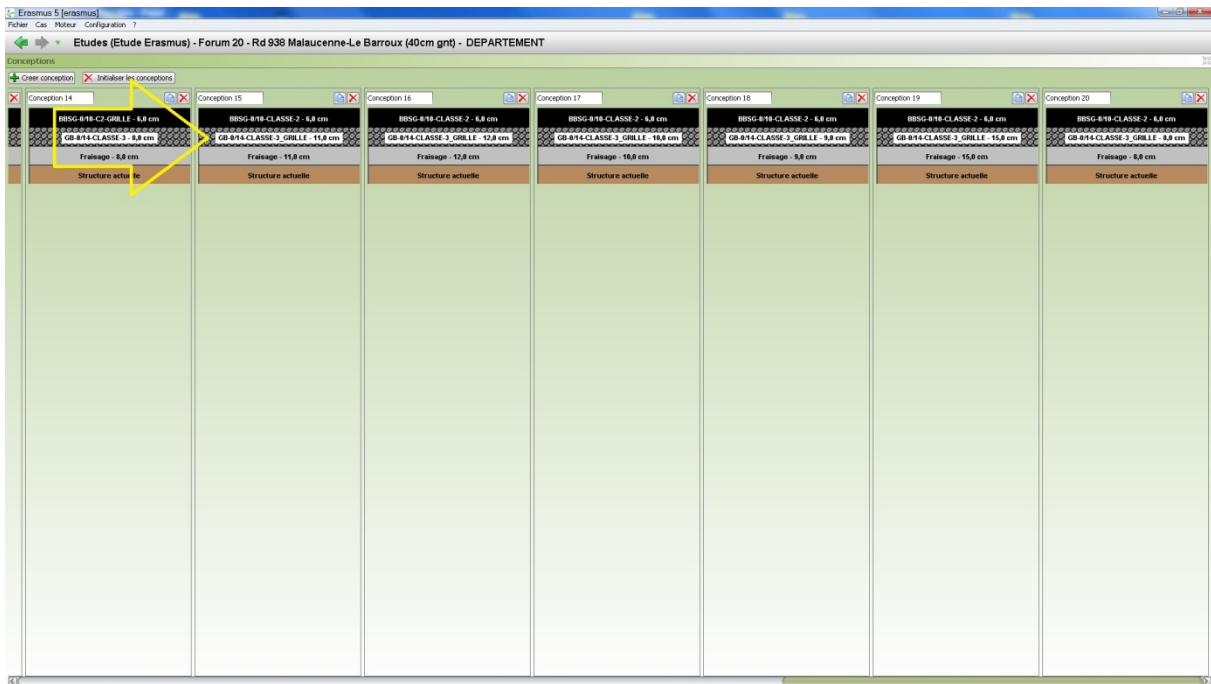 Erasmus 5 [erasmus]
Fichier Cas Moteur Configuration ?
Etudes (Etude Erasmus) - Forum 20 - Rd 938 Malaucenne-Le Barroux (40cm gnt) - DEPARTEMENT
Conceptions
Creer conception Initialiser les conceptions
Conception 14 Conception 15 Conception 16 Conception 17 Conception 18 Conception 19 Conception 20
BBSG-0/10-C2-GRILLE - 6,0 cm BBSG-0/10-CLASSE-2 - 6,0 cm BBSG-0/10-CLASSE-2 - 6,0 cm BBSG-0/10-CLASSE-2 - 6,0 cm BBSG-0/10-CLASSE-2 - 6,0 cm BBSG-0/10-CLASSE-2 - 6,0 cm BBSG-0/10-CLASSE-2 - 6,0 cm
GB-0/14-CLASSE-3 - 8,0 cm GB-0/14-CLASSE-3_GRILLE - 11,0 cm GB-0/14-CLASSE-3_GRILLE - 12,0 cm GB-0/14-CLASSE-3_GRILLE - 10,0 cm GB-0/14-CLASSE-3_GRILLE - 9,0 cm GB-0/14-CLASSE-3_GRILLE - 15,0 cm GB-0/14-CLASSE-3_GRILLE - 8,0 cm
Fraisage - 8,0 cm Fraisage - 11,0 cm Fraisage - 12,0 cm Fraisage - 10,0 cm Fraisage - 9,0 cm Fraisage - 15,0 cm Fraisage - 8,0 cm
Structure actuelle Structure actuelle Structure actuelle Structure actuelle Structure actuelle Structure actuelle Structure actuelle